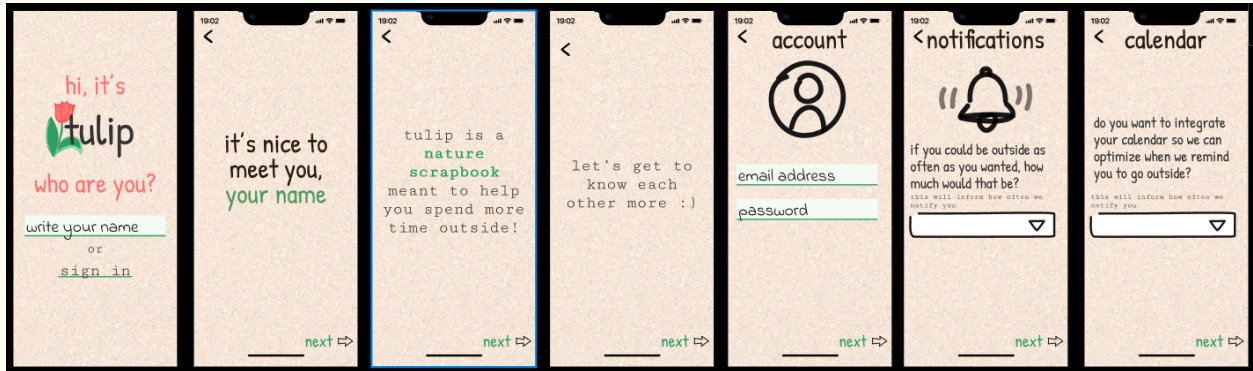 hi, it's
tulip
who are you?
write your name
or
sign in
19:02
it's nice to
meet you,
your name
next
19:02
tulip is a
nature
scrapbook
meant to help
you spend more
time outside!
next
19:02
let's get to
know each
other more :)
next
19:02
account
email address
password
next
19:02
notifications
if you could be outside as
often as you wanted, how
much would that be?
this will inform how often we
notify you
next
19:02
calendar
do you want to integrate
your calendar so we can
optimize when we remind
you to go outside?
this will inform how often we
notify you
next